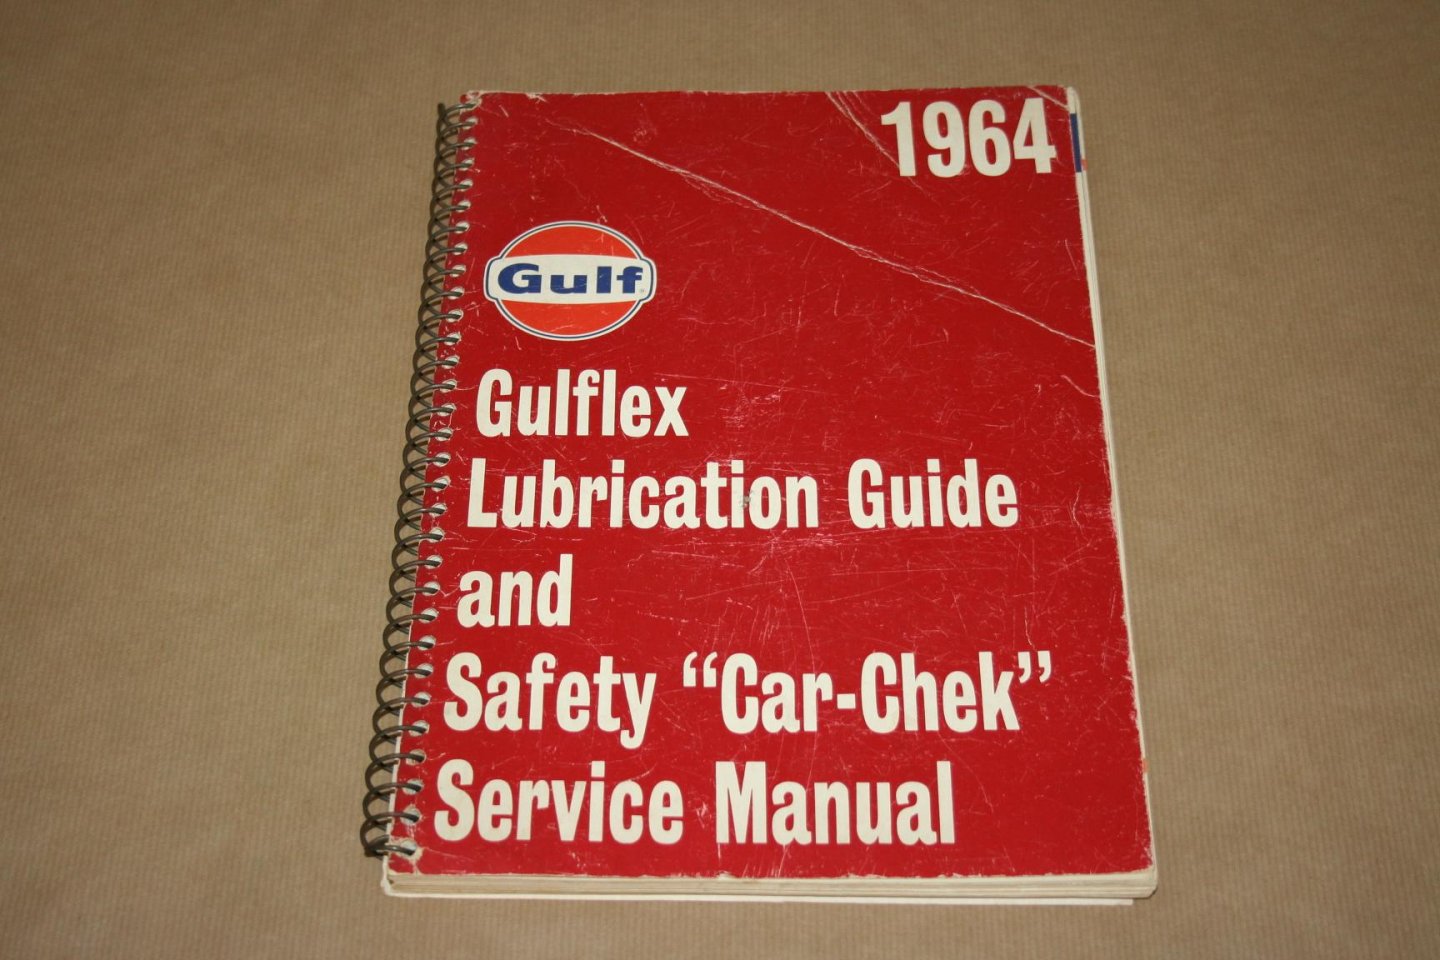 1964
Gulf
Gulflex
Lubrication Guide
and
Safety “Car-Chek”
Service Manual